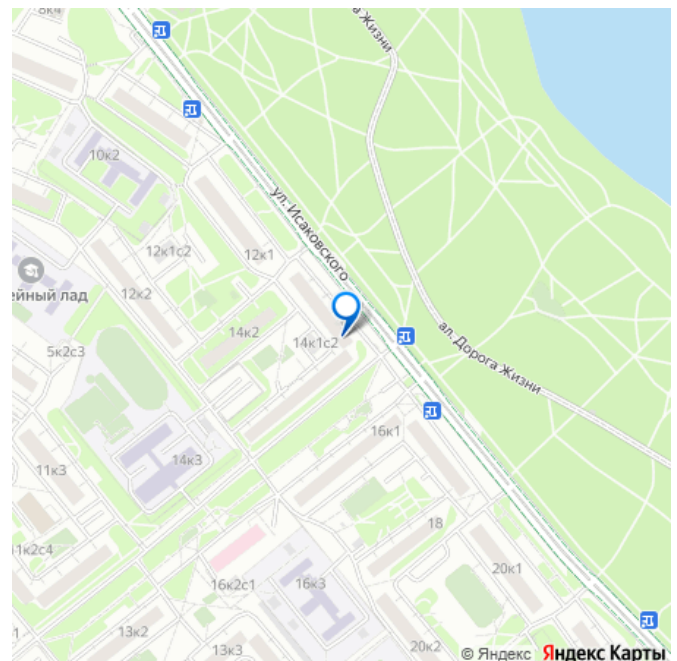 8к4
а Жизни
10к2
ул. Исаковского
12к1с2
12к1
ейный лад
12к2
14к2
14к1с2
ал. Дорога Жизни
5к2с3
16к1
11к3
14к3
18
1к2с4
20к1
16к2с1
16к3
13к2
13к3
20к2
© Яндекс Яндекс Карты